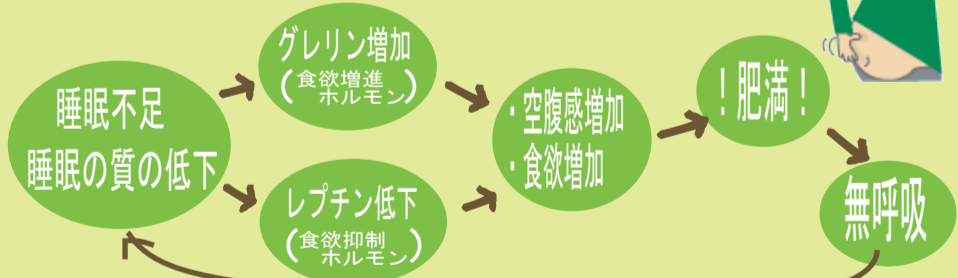 睡眠不足
睡眠の質の低下
グレリン増加
(食欲増進
ホルモン)
レプチン低下
(食欲抑制
ホルモン)
・空腹感増加
・食欲増加
！肥満！
無呼吸